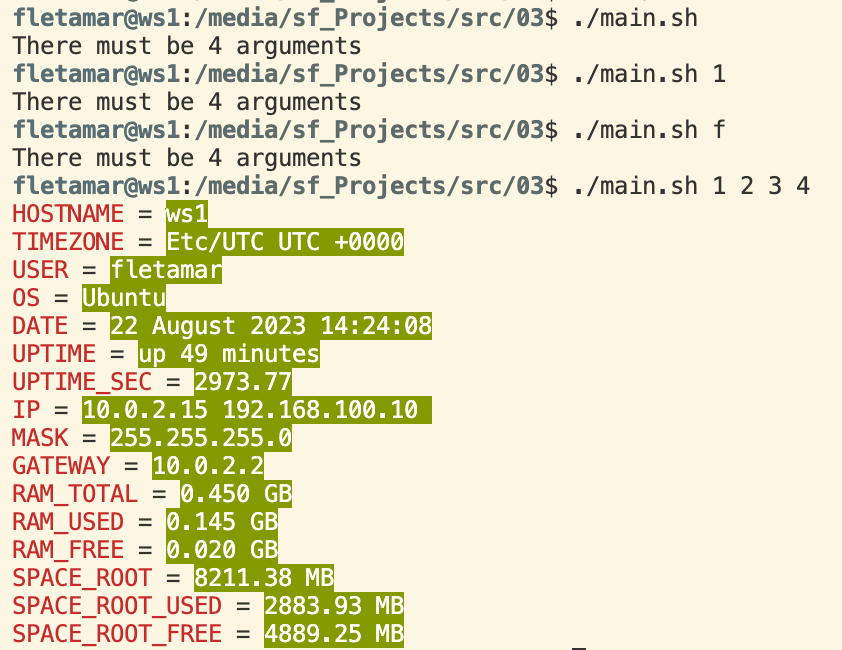 fletamar@ws1:/media/sf_Projects/src/03$ ./main.sh
There must be 4 arguments
fletamar@ws1:/media/sf_Projects/src/03$ ./main.sh 1
There must be 4 arguments
fletamar@ws1:/media/sf_Projects/src/03$ ./main.sh f
There must be 4 arguments
fletamar@ws1:/media/sf_Projects/src/03$ ./main.sh 1 2 3 4
HOSTNAME = ws1
TIMEZONE = Etc/UTC UTC +0000
USER = fletamar
OS = Ubuntu
DATE = 22 August 2023 14:24:08
UPTIME = up 49 minutes
UPTIME_SEC = 2973.77
IP = 10.0.2.15 192.168.100.10
MASK = 255.255.255.0
GATEWAY = 10.0.2.2
RAM_TOTAL = 0.450 GB
RAM_USED = 0.145 GB
RAM_FREE = 0.020 GB
SPACE_ROOT = 8211.38 MB
SPACE_ROOT_USED = 2883.93 MB
SPACE_ROOT_FREE = 4889.25 MB